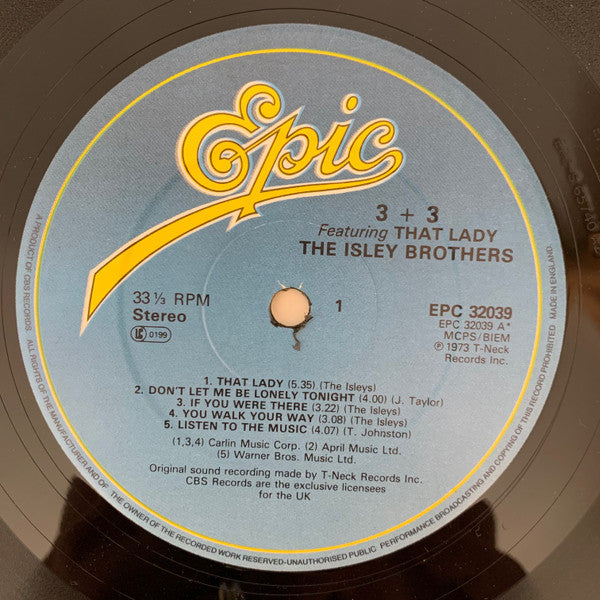 Epic
3 + 3
Featuring THAT LADY
THE ISLEY BROTHERS
33 ⅓ RPM
Stereo
LC 0199
1
EPC 32039
EPC 32039 A*
MCPS/BIEM
℗ 1973 T-Neck
Records Inc.
1. THAT LADY (5.35) (The Isleys)
2. DON'T LET ME BE LONELY TONIGHT (4.00) (J. Taylor)
3. IF YOU WERE THERE (3.22) (The Isleys)
4. YOU WALK YOUR WAY (3.08) (The Isleys)
5. LISTEN TO THE MUSIC (4.07) (T. Johnston)
(1,3,4) Carlin Music Corp. (2) April Music Ltd.
(5) Warner Bros. Music Ltd.
Original sound recording made by T-Neck Records Inc.
CBS Records are the exclusive licensees
for the UK
A PRODUCT OF CBS RECORDS. ALL RIGHTS OF THE MANUFACTURER AND OF THE OWNER OF THE RECORDED WORK RESERVED-UNAUTHORISED PUBLIC PERFORMANCE BROADCASTING AND COPYING OF THIS RECORD PROHIBITED MADE IN ENGLAND.